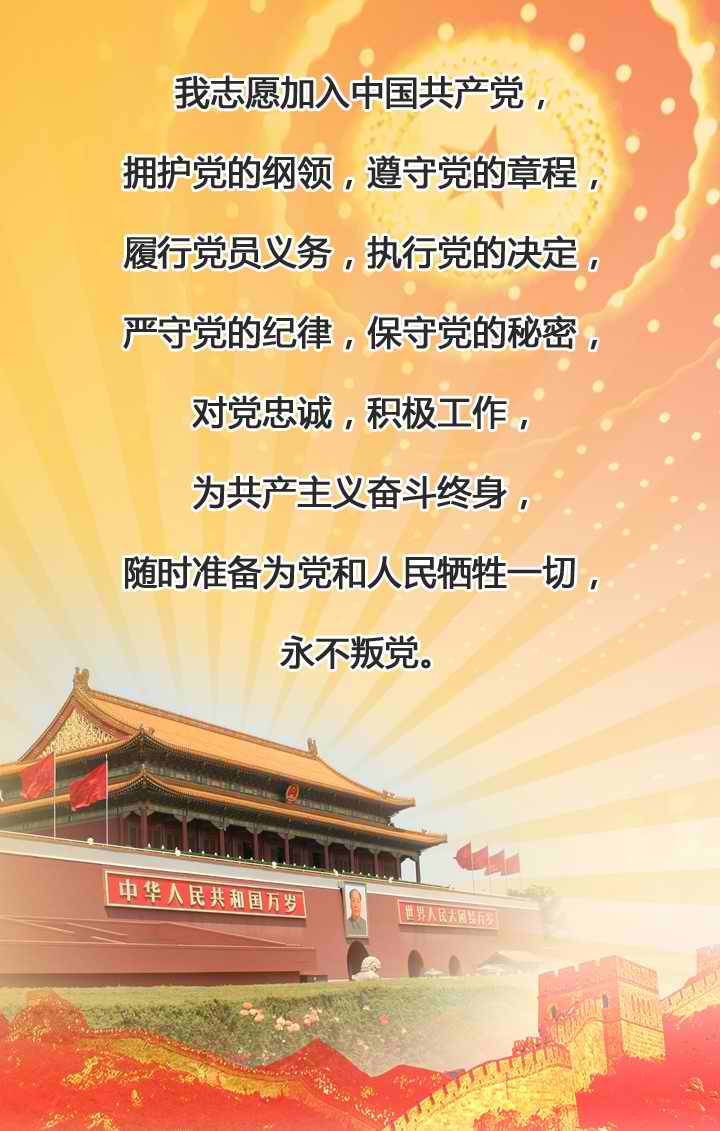 我志愿加入中国共产党，
拥护党的纲领，遵守党的章程，
履行党员义务，执行党的决定，
严守党的纪律，保守党的秘密，
对党忠诚，积极工作，
为共产主义奋斗终身，
随时准备为党和人民牺牲一切，
永不叛党。
中华人民共和国万岁
世界人民大团结万岁